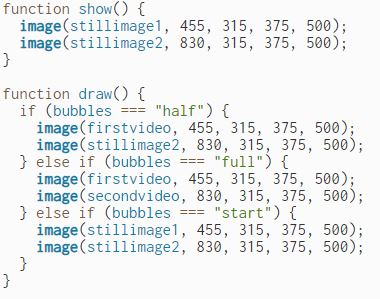 function show() {
  image(stillimage1, 455, 315, 375, 500);
  image(stillimage2, 830, 315, 375, 500);
}

function draw() {
  if (bubbles === "half") {
    image(firstvideo, 455, 315, 375, 500);
    image(stillimage2, 830, 315, 375, 500);
  } else if (bubbles === "full") {
    image(firstvideo, 455, 315, 375, 500);
    image(secondvideo, 830, 315, 375, 500);
  } else if (bubbles === "start") {
    image(stillimage1, 455, 315, 375, 500);
    image(stillimage2, 830, 315, 375, 500);
  }
}